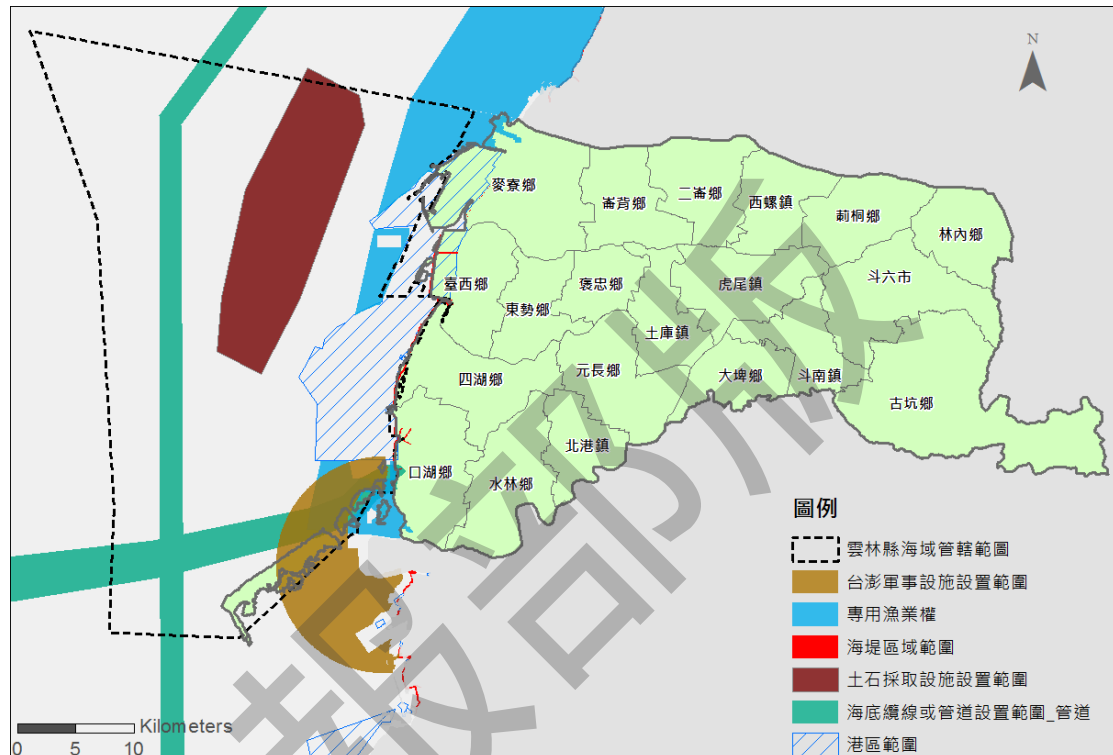 N
麥寮鄉
崙背鄉
二崙鄉
西螺鎮
莿桐鄉
林內鄉
臺西鄉
東勢鄉
褒忠鄉
虎尾鎮
斗六市
土庫鎮
四湖鄉
元長鄉
大埤鄉
斗南鎮
古坑鄉
口湖鄉
水林鄉
北港鎮
圖例
雲林縣海域管轄範圍
台澎軍事設施設置範圍
專用漁業權
海堤區域範圍
土石採取設施設置範圍
海底纜線或管道設置範圍_管道
港區範圍
Kilometers
0 5 10
報部版